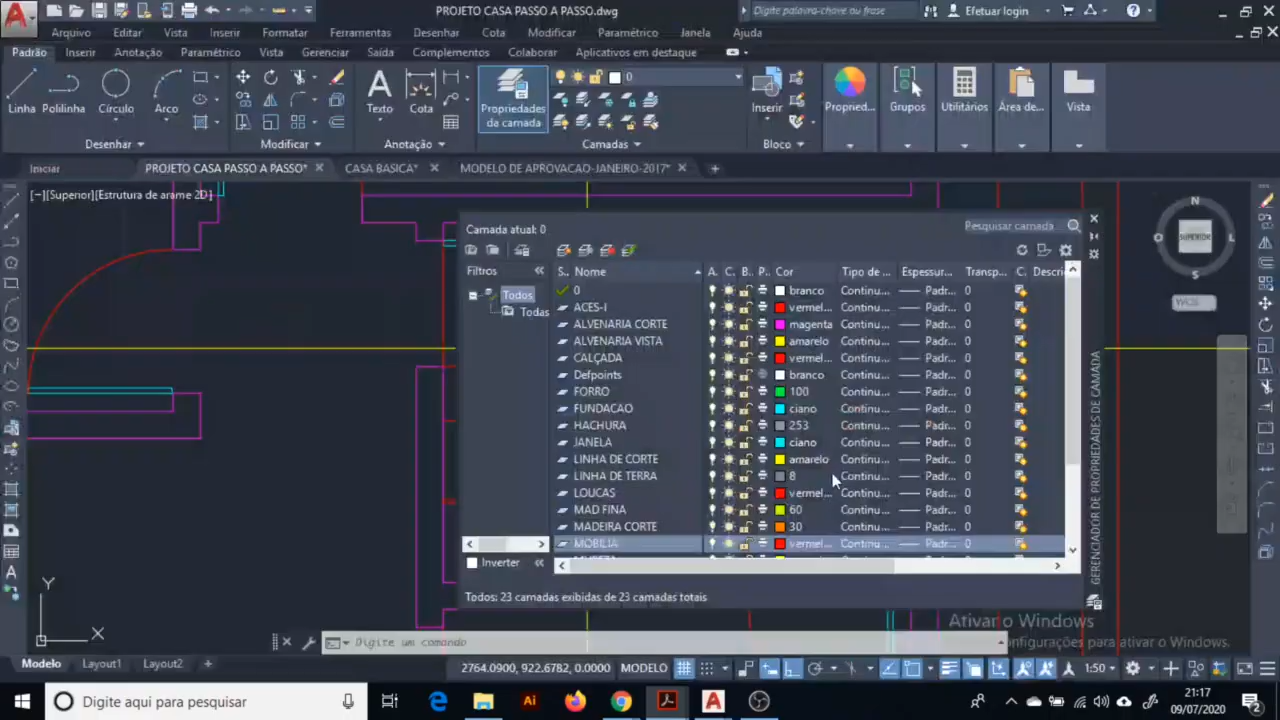 PROJETO CASA PASSO A PASSO.dwg
Digite palavra-chave ou frase
Efetuar login
Arquivo Editar Vista Inserir Formatar Ferramentas Desenhar Cota Modificar Paramétrico Janela Ajuda
Padrão Inserir Anotação Paramétrico Vista Gerenciar Saída Complementos Colaborar Aplicativos em destaque
0
Linha Polilinha Círculo Arco Texto Cota Propriedades da camada Inserir Propried... Grupos Utilitários Área de... Vista
Desenhar Modificar Anotação Camadas Bloco
Iniciar PROJETO CASA PASSO A PASSO* CASA BASICA* MODELO DE APROVACAO-JANEIRO-2017*
[−][Superior][Estrutura de arame 2D]
N
O SUPERIOR L
S
WCS
Camada atual: 0
Pesquisar camada
Filtros
Todos
Todas
S.. Nome A. C. B.. P.. Cor Tipo de ... Espessur... Transp... C. Descri
0 branco Continu... Padr... 0
ACES-I vermel... Continu... Padr... 0
ALVENARIA CORTE magenta Continu... Padr... 0
ALVENARIA VISTA amarelo Continu... Padr... 0
CALÇADA vermel... Continu... Padr... 0
Defpoints branco Continu... Padr... 0
FORRO 100 Continu... Padr... 0
FUNDACAO ciano Continu... Padr... 0
HACHURA 253 Continu... Padr... 0
JANELA ciano Continu... Padr... 0
LINHA DE CORTE amarelo Continu... Padr... 0
LINHA DE TERRA 8 Continu... Padr... 0
LOUCAS vermel... Continu... Padr... 0
MAD FINA 60 Continu... Padr... 0
MADEIRA CORTE 30 Continu... Padr... 0
MOBILIA vermel... Continu... Padr... 0
Inverter
Todos: 23 camadas exibidas de 23 camadas totais
GERENCIADOR DE PROPRIEDADES DE CAMADA
Y
X
Ativar o Windows
onfigurações para ativar o Windows.
Digite um comando
Modelo Layout1 Layout2 +
2764.0900, 922.6782, 0.0000 MODELO 1:50
Digite aqui para pesquisar
21:17
09/07/2020